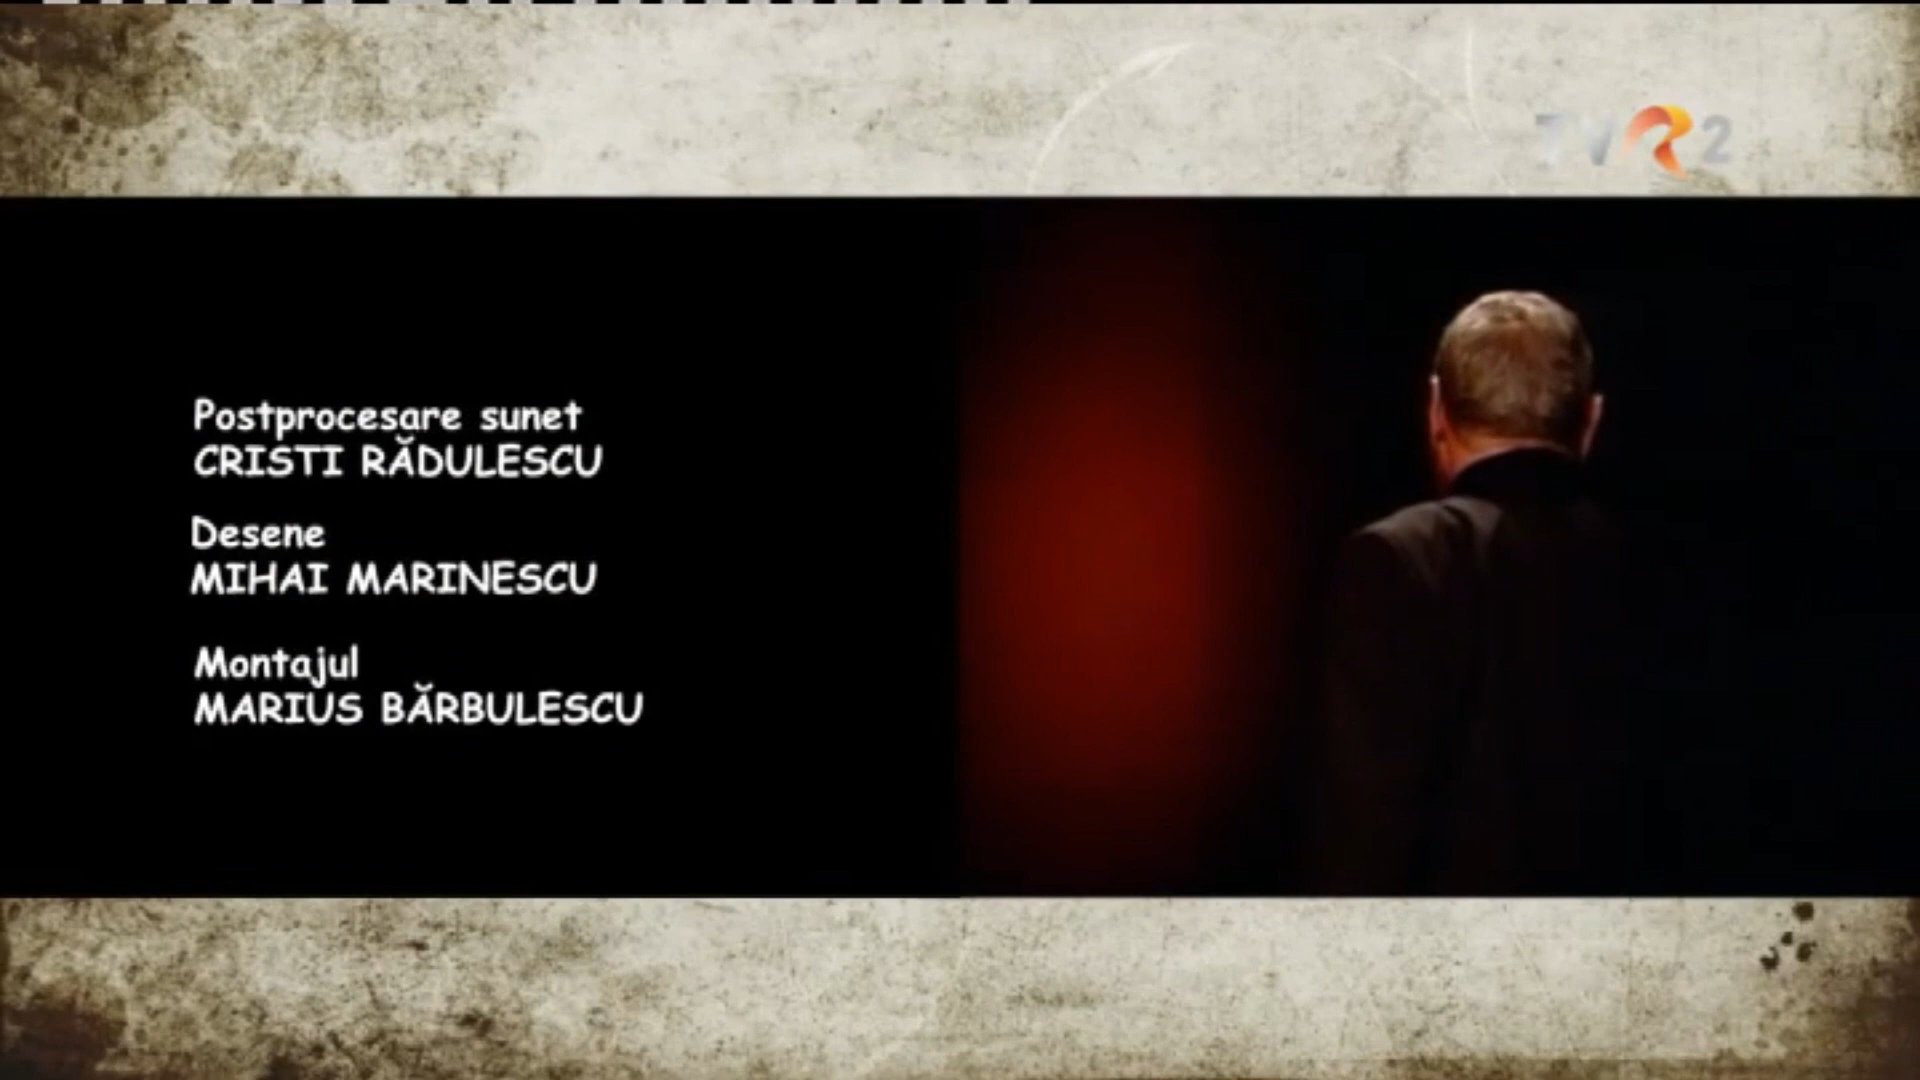 TVR2
Postprocesare sunet
CRISTI RĂDULESCU
Desene
MIHAI MARINESCU
Montajul
MARIUS BĂRBULESCU